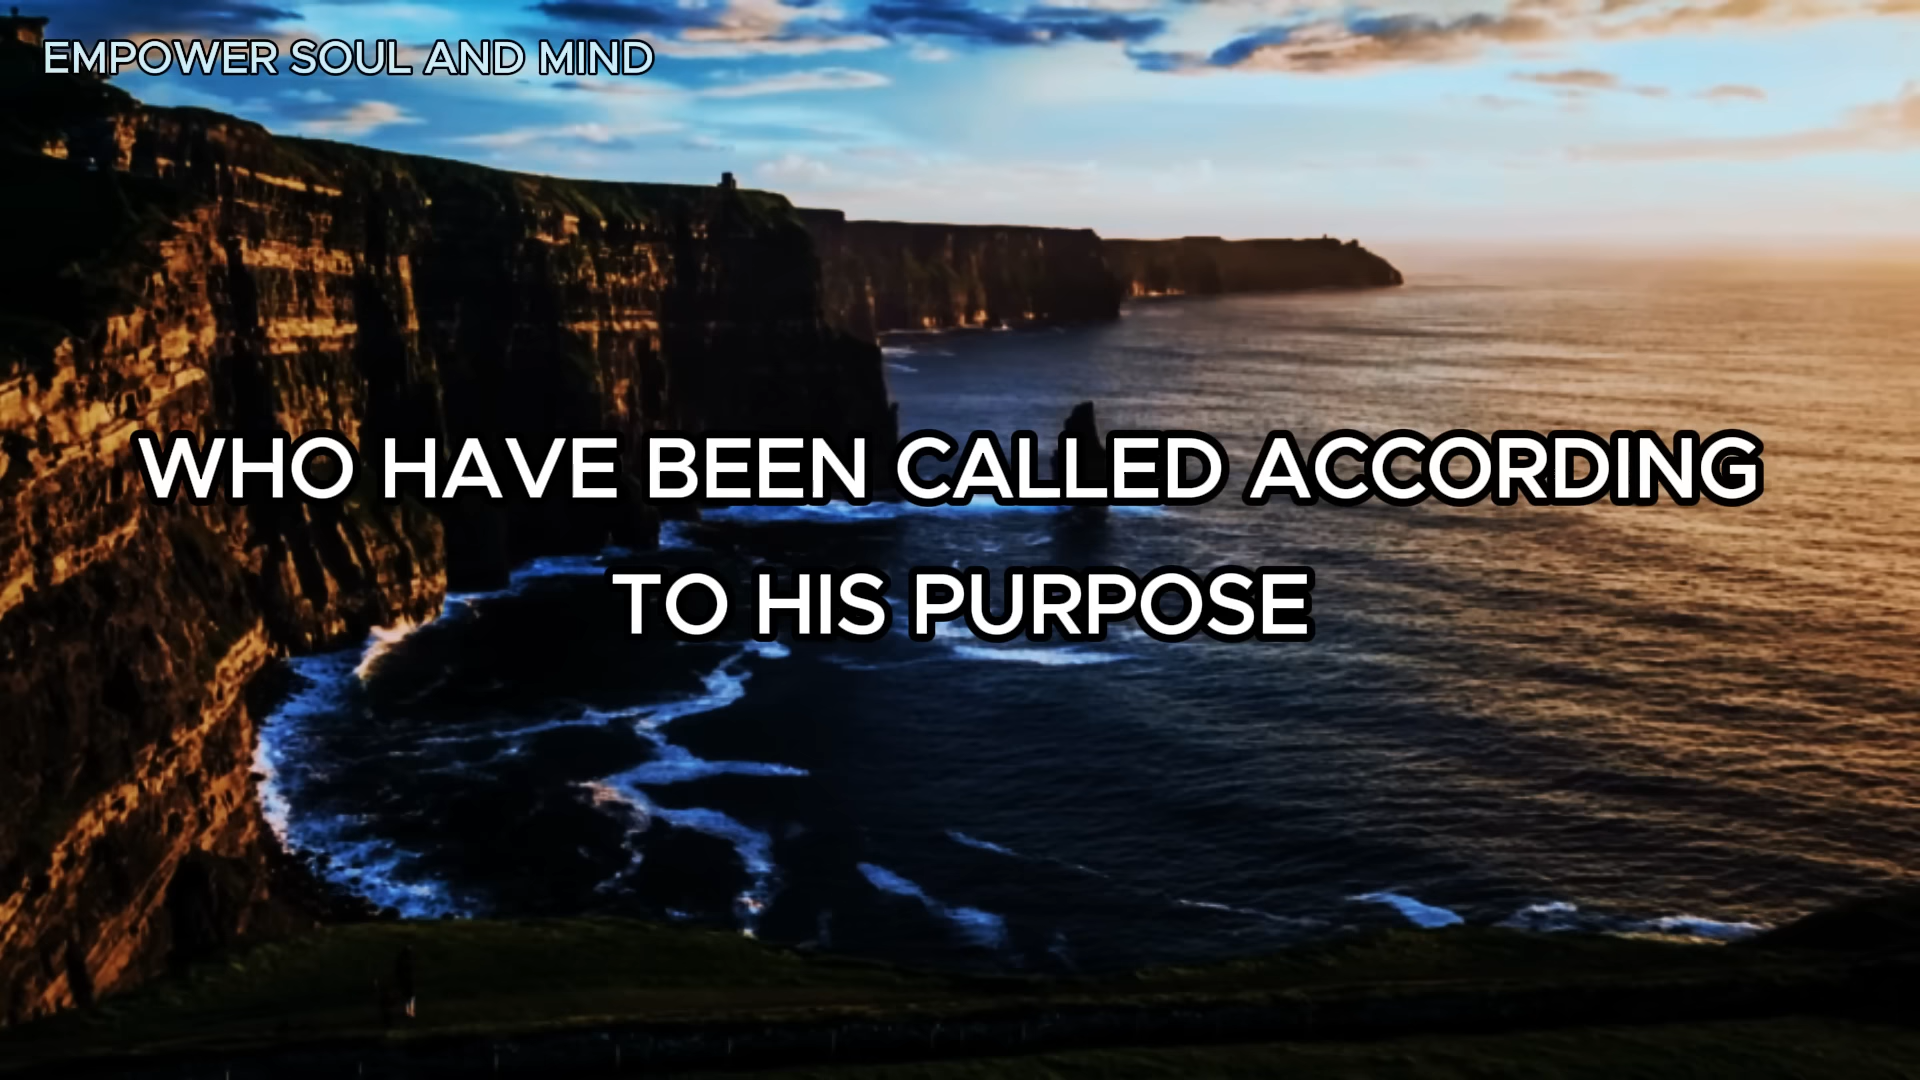 EMPOWER SOUL AND MIND
WHO HAVE BEEN CALLED ACCORDING
TO HIS PURPOSE